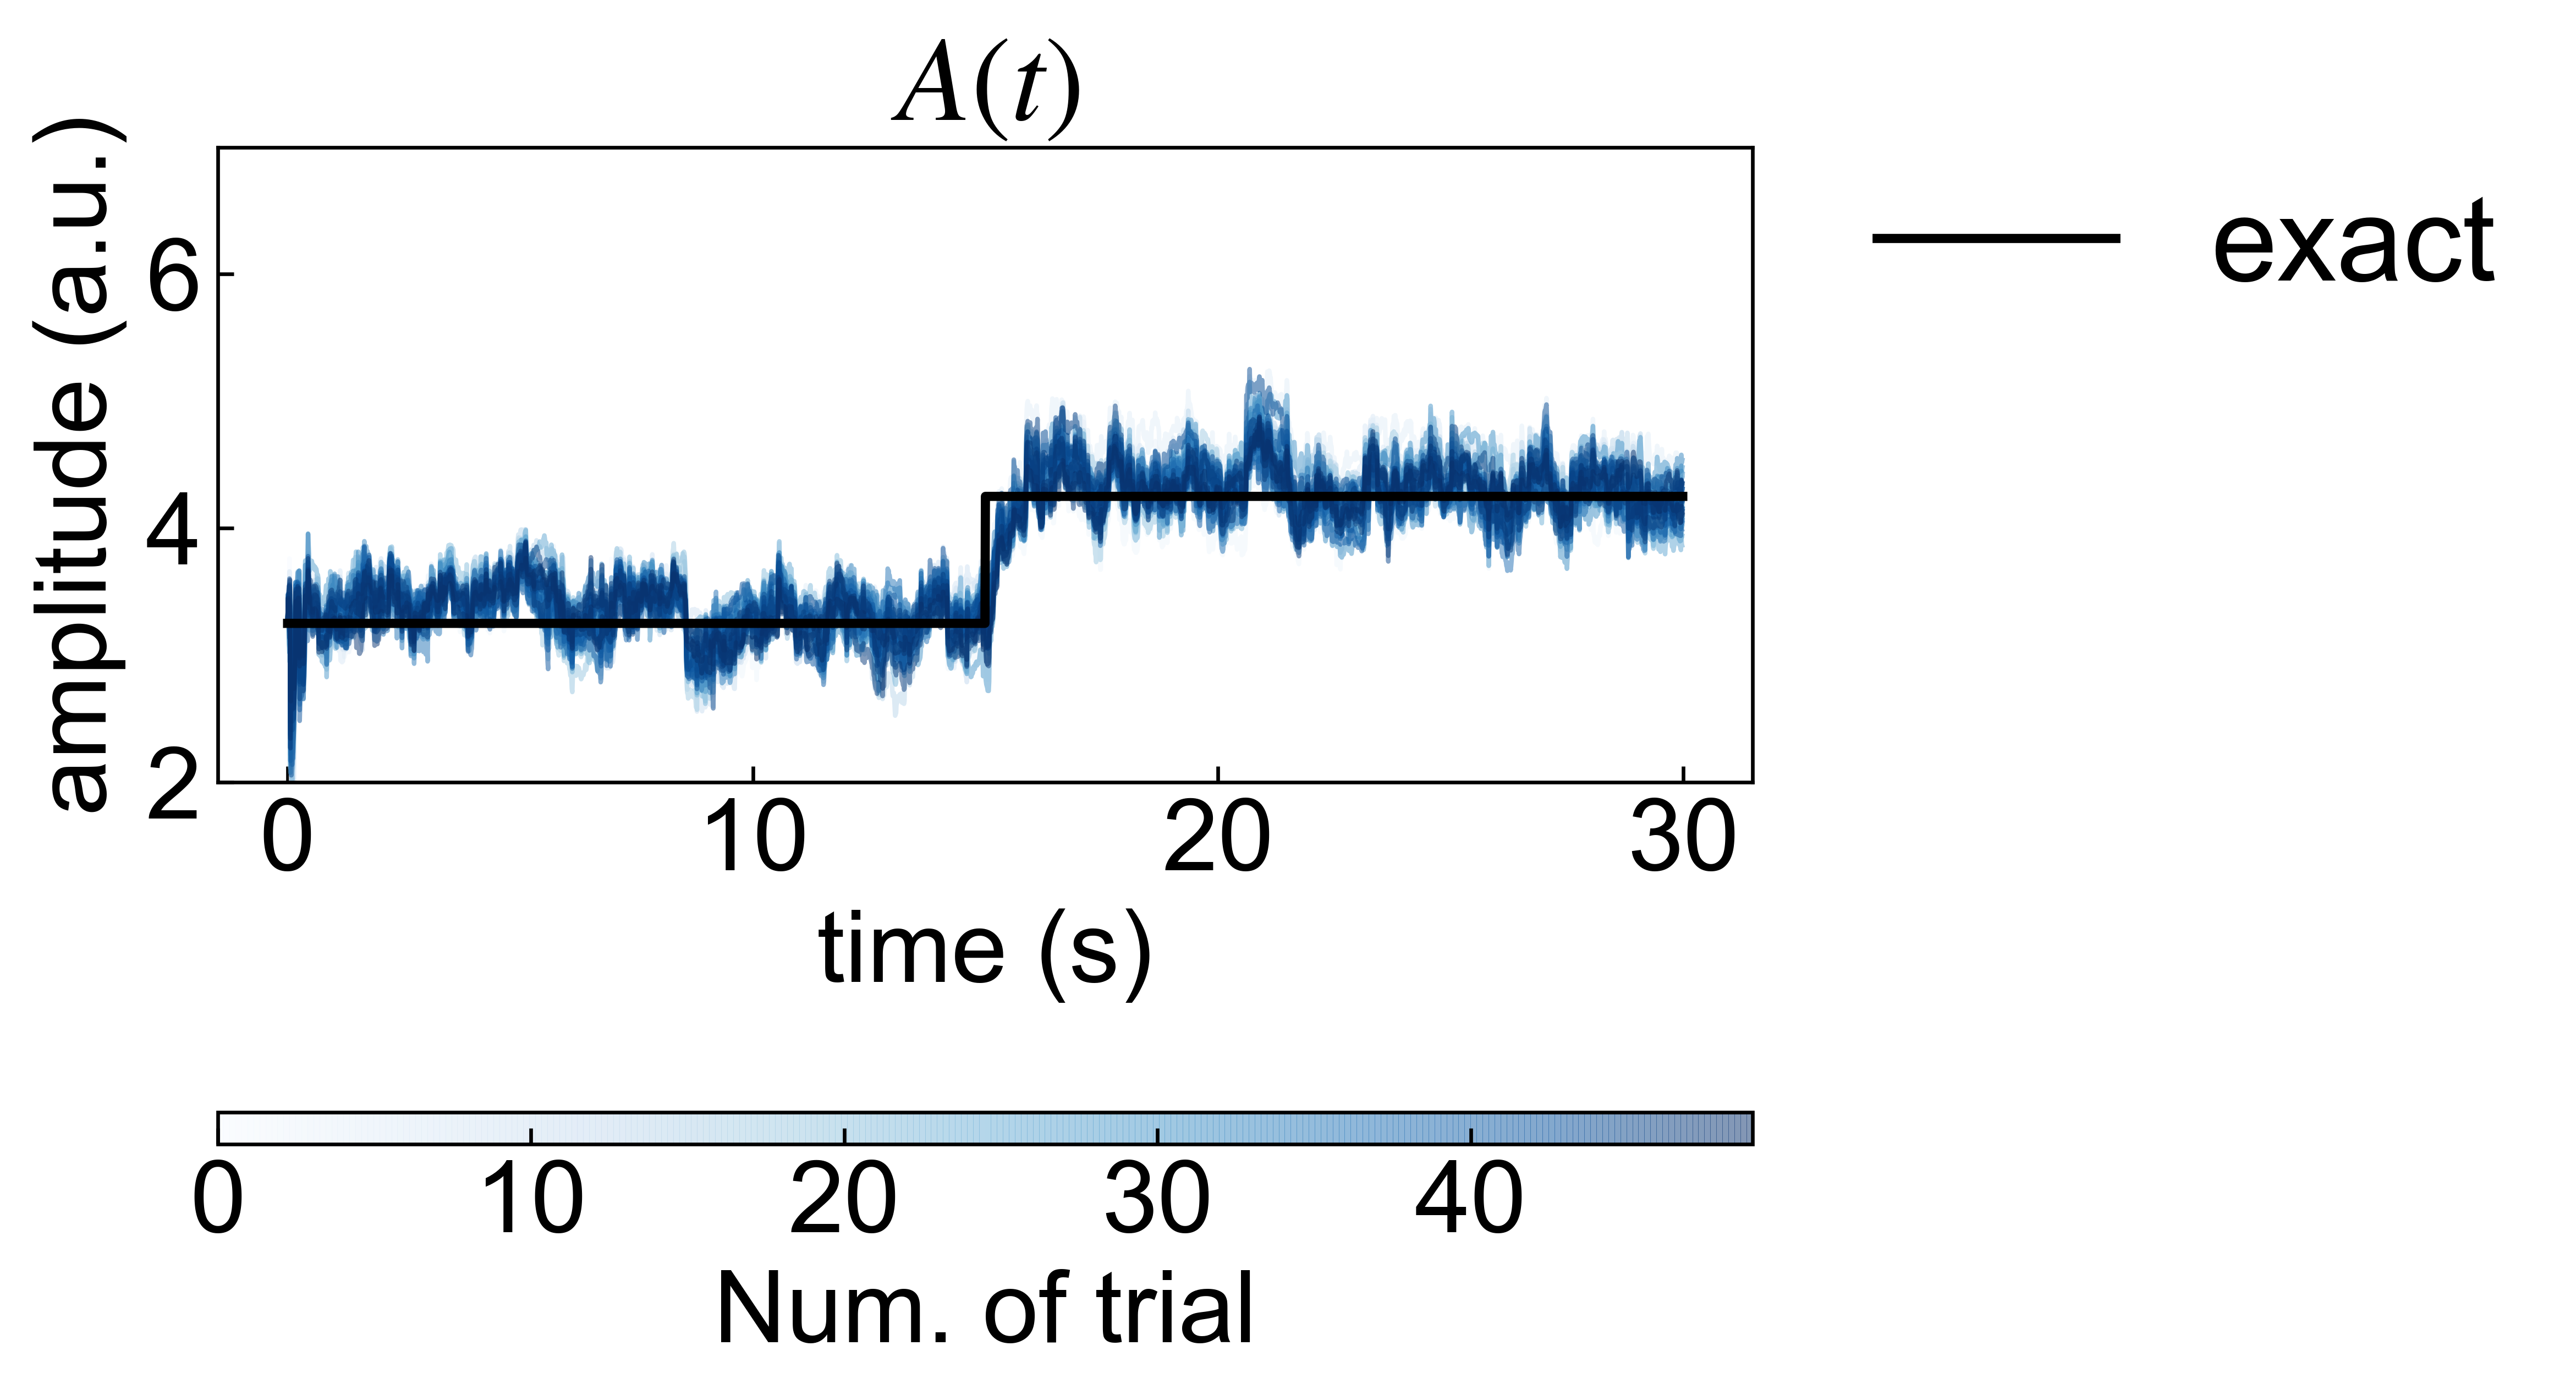 A(t)
amplitude (a.u.)
6
4
2
exact
0 10 20 30
time (s)
0 10 20 30 40
Num. of trial